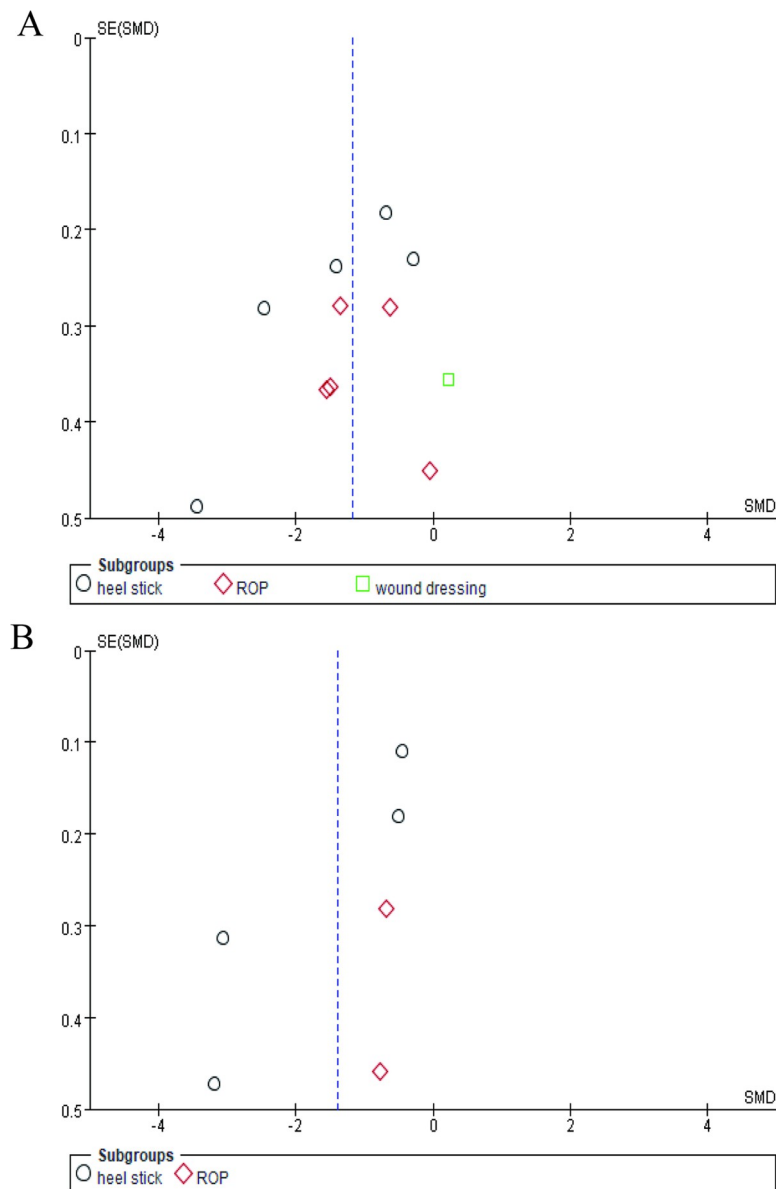 A
SE(SMD)
0
0.1
0.2
0.3
0.4
0.5
SMD
-4 -2 0 2 4
Subgroups
heel stick ROP wound dressing
B
SE(SMD)
0
0.1
0.2
0.3
0.4
0.5
SMD
-4 -2 0 2 4
Subgroups
heel stick ROP